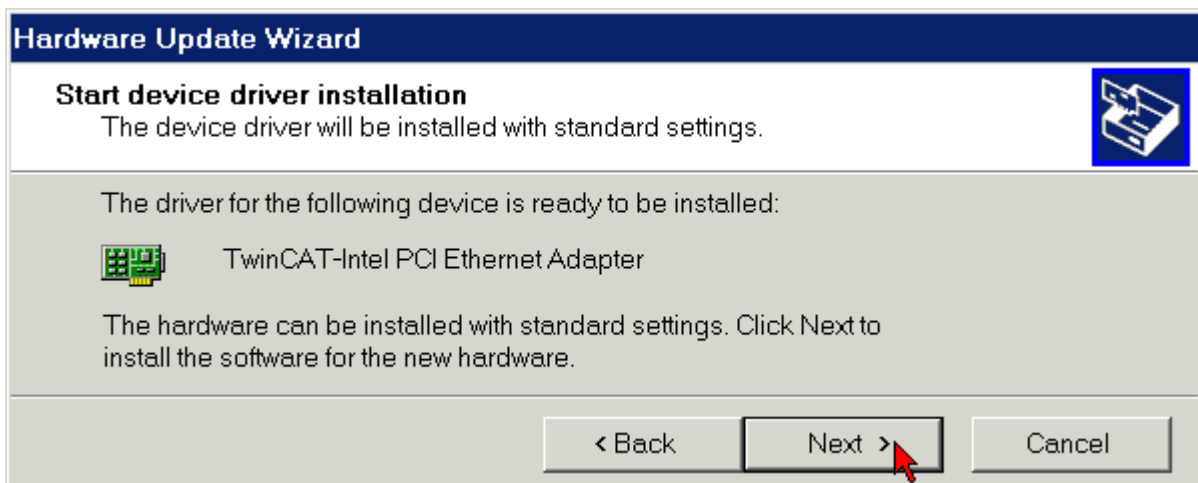 Hardware Update Wizard
Start device driver installation
The device driver will be installed with standard settings.
The driver for the following device is ready to be installed:
TwinCAT-Intel PCI Ethernet Adapter
The hardware can be installed with standard settings. Click Next to
install the software for the new hardware.
< Back
Next >
Cancel